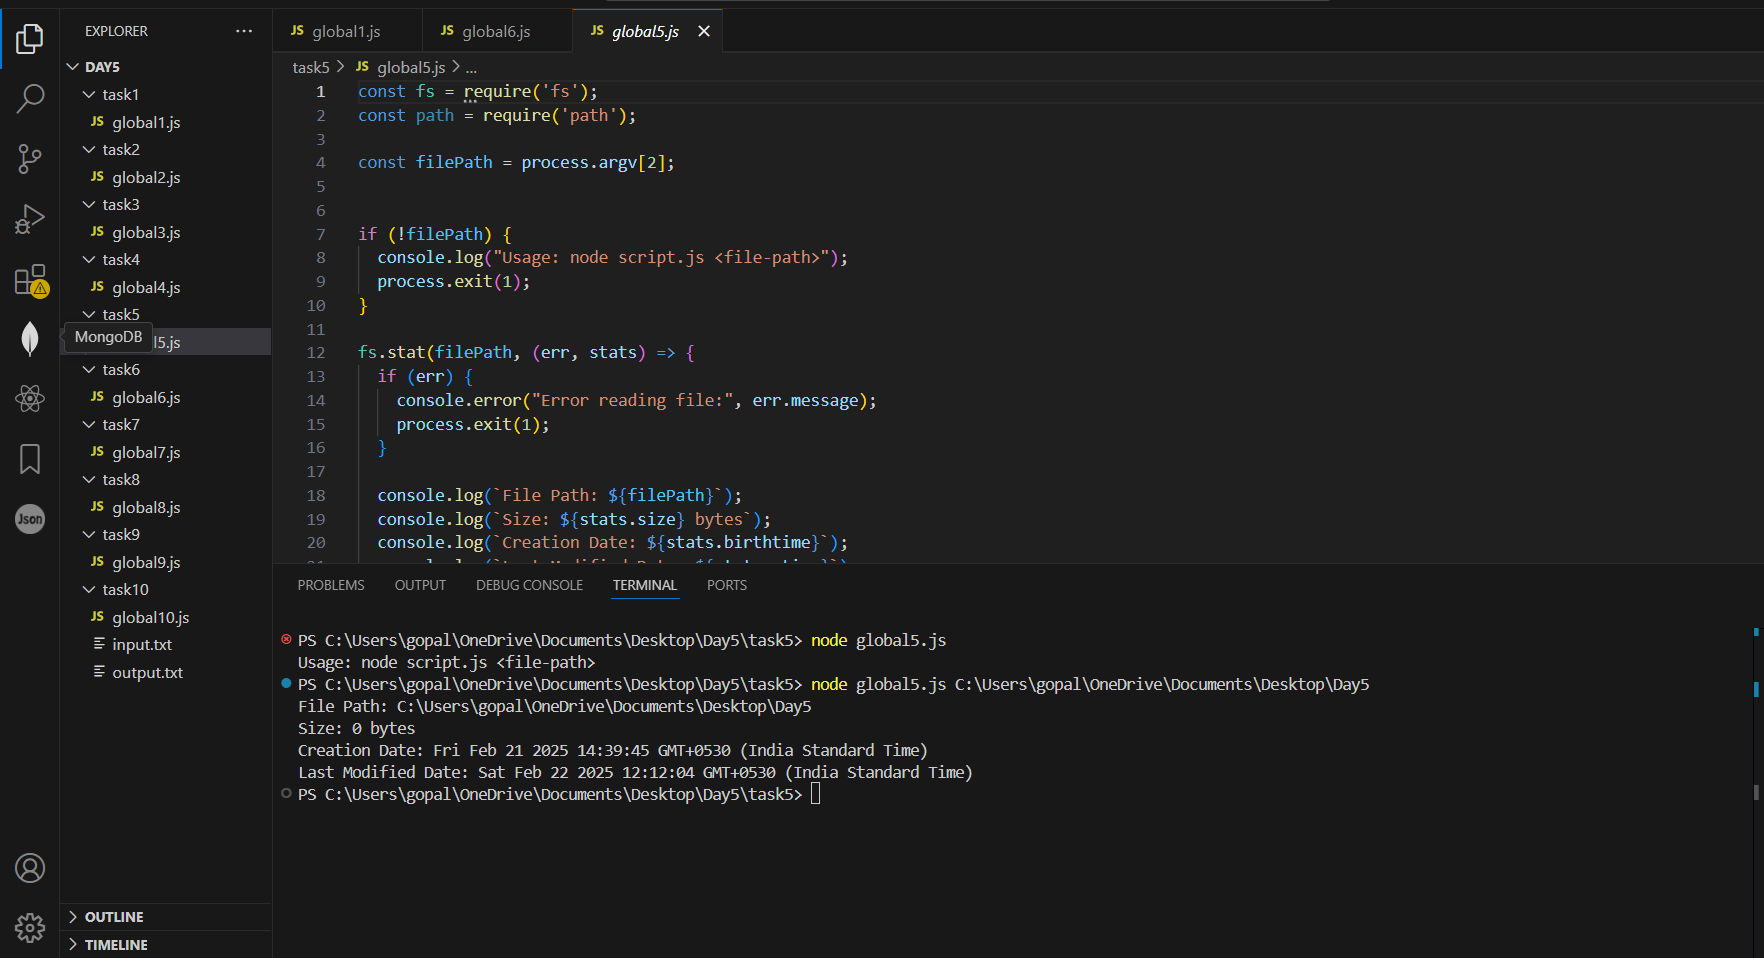 EXPLORER
DAY5
task1
JS global1.js
task2
JS global2.js
task3
JS global3.js
task4
JS global4.js
task5
MongoDB
l5.js
task6
JS global6.js
task7
JS global7.js
task8
JS global8.js
task9
JS global9.js
task10
JS global10.js
input.txt
output.txt
Json
OUTLINE
TIMELINE
JS global1.js JS global6.js JS global5.js
task5 > JS global5.js > ...
1 const fs = require('fs');
2 const path = require('path');
3
4 const filePath = process.argv[2];
5
6
7 if (!filePath) {
8 console.log("Usage: node script.js <file-path>");
9 process.exit(1);
10 }
11
12 fs.stat(filePath, (err, stats) => {
13 if (err) {
14 console.error("Error reading file:", err.message);
15 process.exit(1);
16 }
17
18 console.log(`File Path: ${filePath}`);
19 console.log(`Size: ${stats.size} bytes`);
20 console.log(`Creation Date: ${stats.birthtime}`);
PROBLEMS OUTPUT DEBUG CONSOLE TERMINAL PORTS
PS C:\Users\gopal\OneDrive\Documents\Desktop\Day5\task5> node global5.js
Usage: node script.js <file-path>
PS C:\Users\gopal\OneDrive\Documents\Desktop\Day5\task5> node global5.js C:\Users\gopal\OneDrive\Documents\Desktop\Day5
File Path: C:\Users\gopal\OneDrive\Documents\Desktop\Day5
Size: 0 bytes
Creation Date: Fri Feb 21 2025 14:39:45 GMT+0530 (India Standard Time)
Last Modified Date: Sat Feb 22 2025 12:12:04 GMT+0530 (India Standard Time)
PS C:\Users\gopal\OneDrive\Documents\Desktop\Day5\task5>